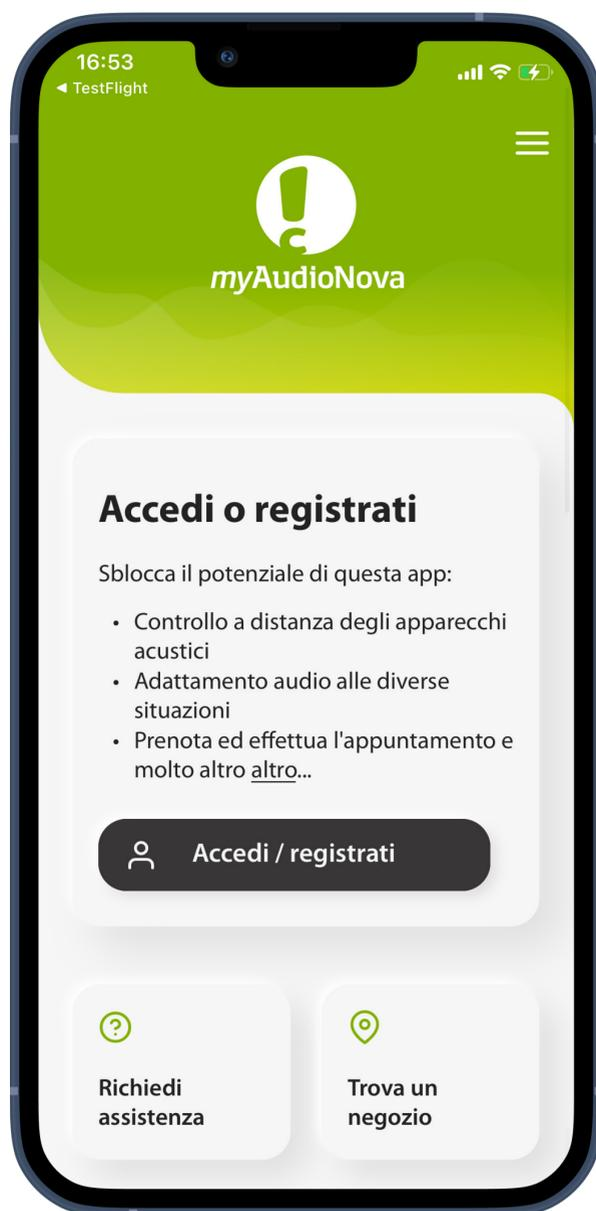 16:53
◀ TestFlight
myAudioNova
Accedi o registrati
Sblocca il potenziale di questa app:
• Controllo a distanza degli apparecchi
acustici
• Adattamento audio alle diverse
situazioni
• Prenota ed effettua l'appuntamento e
molto altro altro...
Accedi / registrati
Richiedi
assistenza
Trova un
negozio